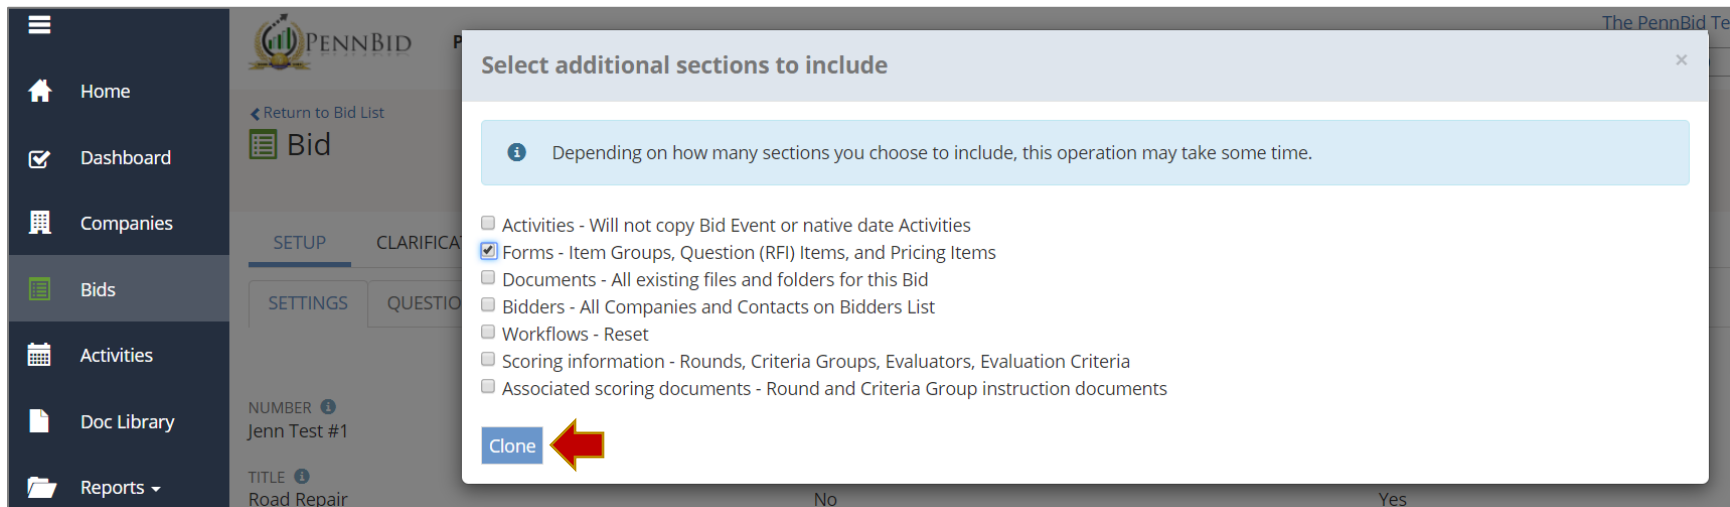 The PennBid Te
PENNBID
P
Select additional sections to include
×
Home
Return to Bid List
Bid
Depending on how many sections you choose to include, this operation may take some time.
Dashboard
Companies
Activities - Will not copy Bid Event or native date Activities
SETUP CLARIFICA
Forms - Item Groups, Question (RFI) Items, and Pricing Items
Documents - All existing files and folders for this Bid
Bids
SETTINGS QUESTIO
Bidders - All Companies and Contacts on Bidders List
Workflows - Reset
Activities
Scoring information - Rounds, Criteria Groups, Evaluators, Evaluation Criteria
Associated scoring documents - Round and Criteria Group instruction documents
NUMBER
Doc Library
Jenn Test #1
Clone
TITLE
Reports
Road Repair
No
Yes